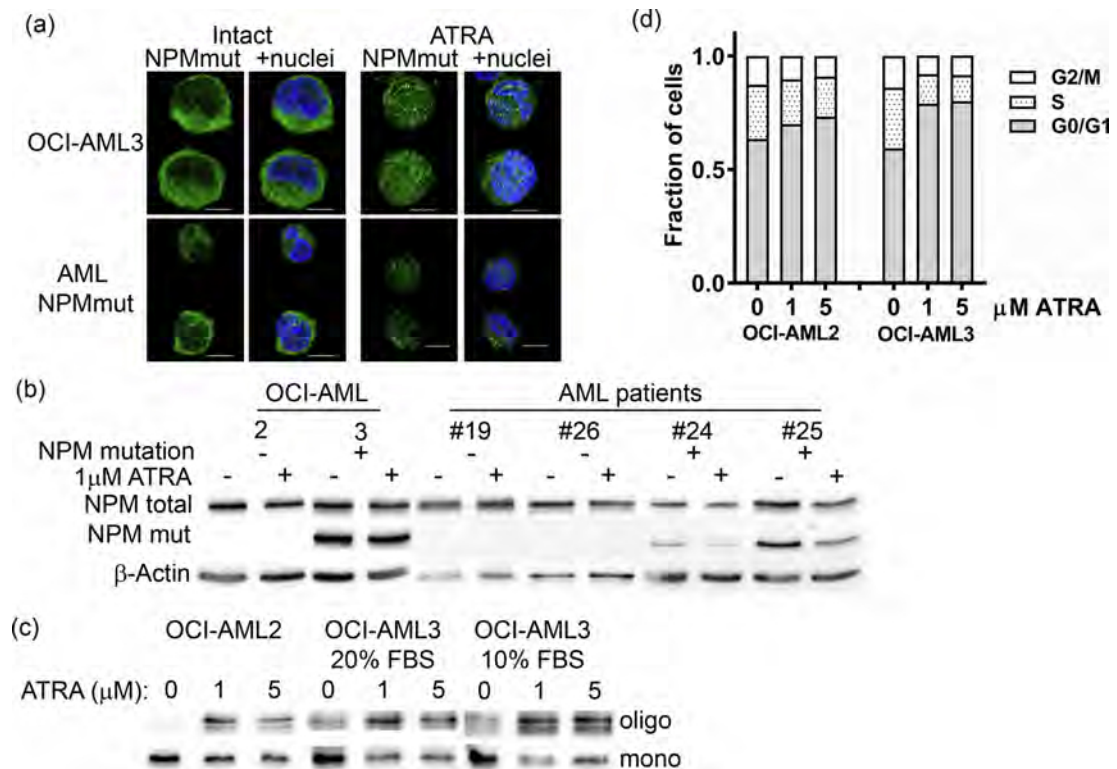 (a)
Intact ATRA
NPMmut +nuclei NPMmut +nuclei
OCI-AML3
AML
NPMmut
(d)
1.0
0.5
0.0
Fraction of cells
G2/M
S
G0/G1
0 1 5 0 1 5 μM ATRA
OCI-AML2 OCI-AML3
(b)
OCI-AML AML patients
2 3 #19 #26 #24 #25
NPM mutation - + - - + +
1μM ATRA - + - + - + - + - + - +
NPM total
NPM mut
β-Actin
(c)
OCI-AML2 OCI-AML3 OCI-AML3
20% FBS 10% FBS
ATRA (μM): 0 1 5 0 1 5 0 1 5
oligo
mono